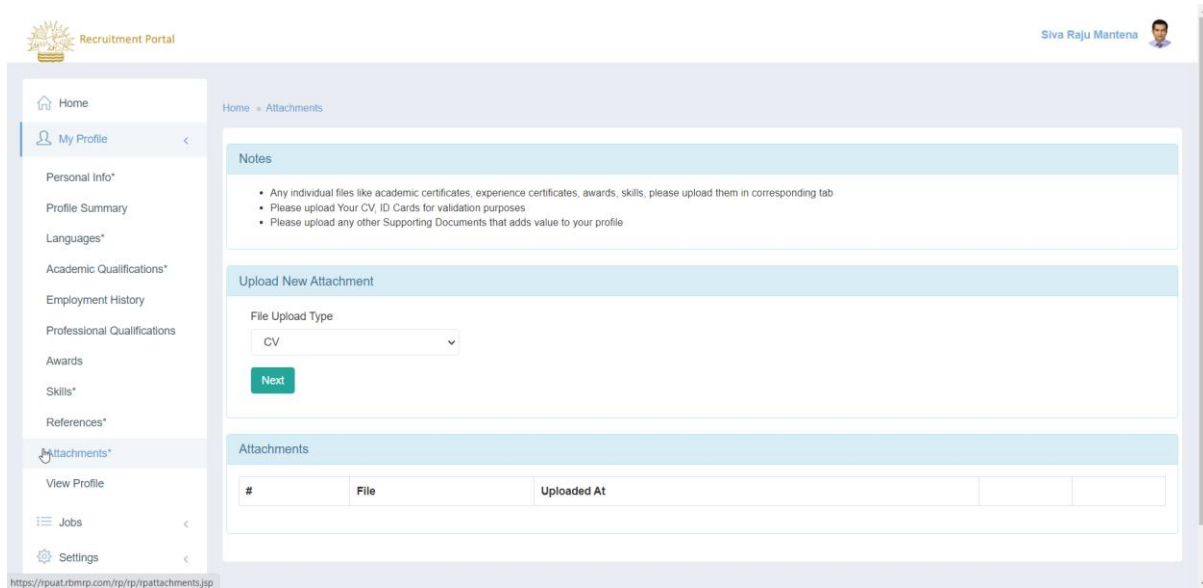 Recruitment Portal
Siva Raju Mantena
Home
My Profile
Personal Info*
Profile Summary
Languages*
Academic Qualifications*
Employment History
Professional Qualifications
Awards
Skills*
References*
Attachments*
View Profile
Jobs
Settings
Home Attachments
Notes
Any individual files like academic certificates, experience certificates, awards, skills, please upload them in corresponding tab
Please upload Your CV, ID Cards for validation purposes
Please upload any other Supporting Documents that adds value to your profile
Upload New Attachment
File Upload Type
CV
Next
Attachments
# File Uploaded At
https://rpuat.rbmrp.com/rp/rp/rpattachments.jsp